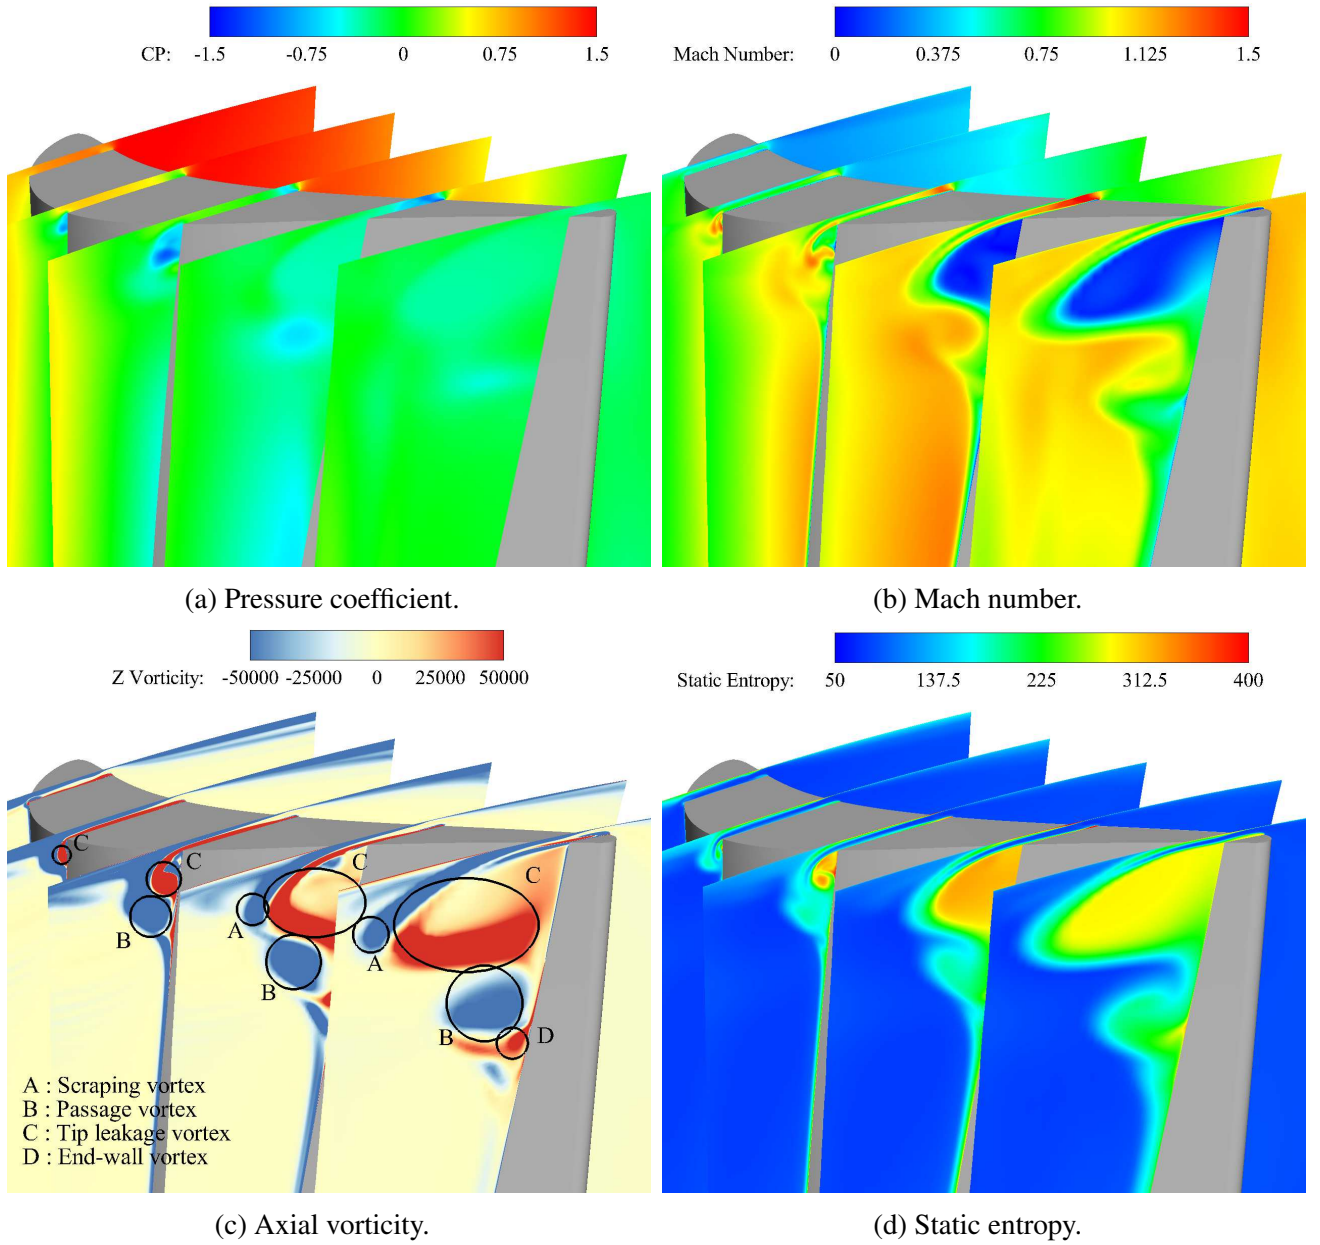 CP: -1.5 -0.75 0 0.75 1.5
Mach Number: 0 0.375 0.75 1.125 1.5
(a) Pressure coefficient.
(b) Mach number.
Z Vorticity: -50000 -25000 0 25000 50000
Static Entropy: 50 137.5 225 312.5 400
C
C
C
C
B
A
A
B
B
D
A : Scraping vortex
B : Passage vortex
C : Tip leakage vortex
D : End-wall vortex
(c) Axial vorticity.
(d) Static entropy.